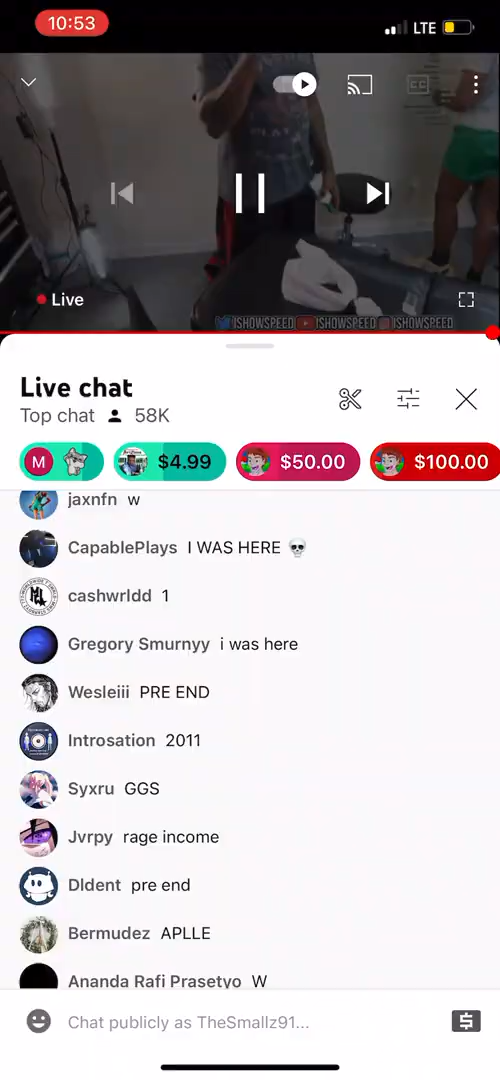 10:53
LTE
CC
Live
ISHOWSPEED ISHOWSPEED ISHOWSPEED
Live chat
Top chat 58K
M $4.99 $50.00 $100.00
jaxnfn w
CapablePlays I WAS HERE 💀
cashwrldd 1
Gregory Smurnyy i was here
Wesleiii PRE END
Introsation 2011
Syxru GGS
Jvrpy rage income
Dldent pre end
Bermudez APLLE
Ananda Rafi Prasetyo W
Chat publicly as TheSmallz91...